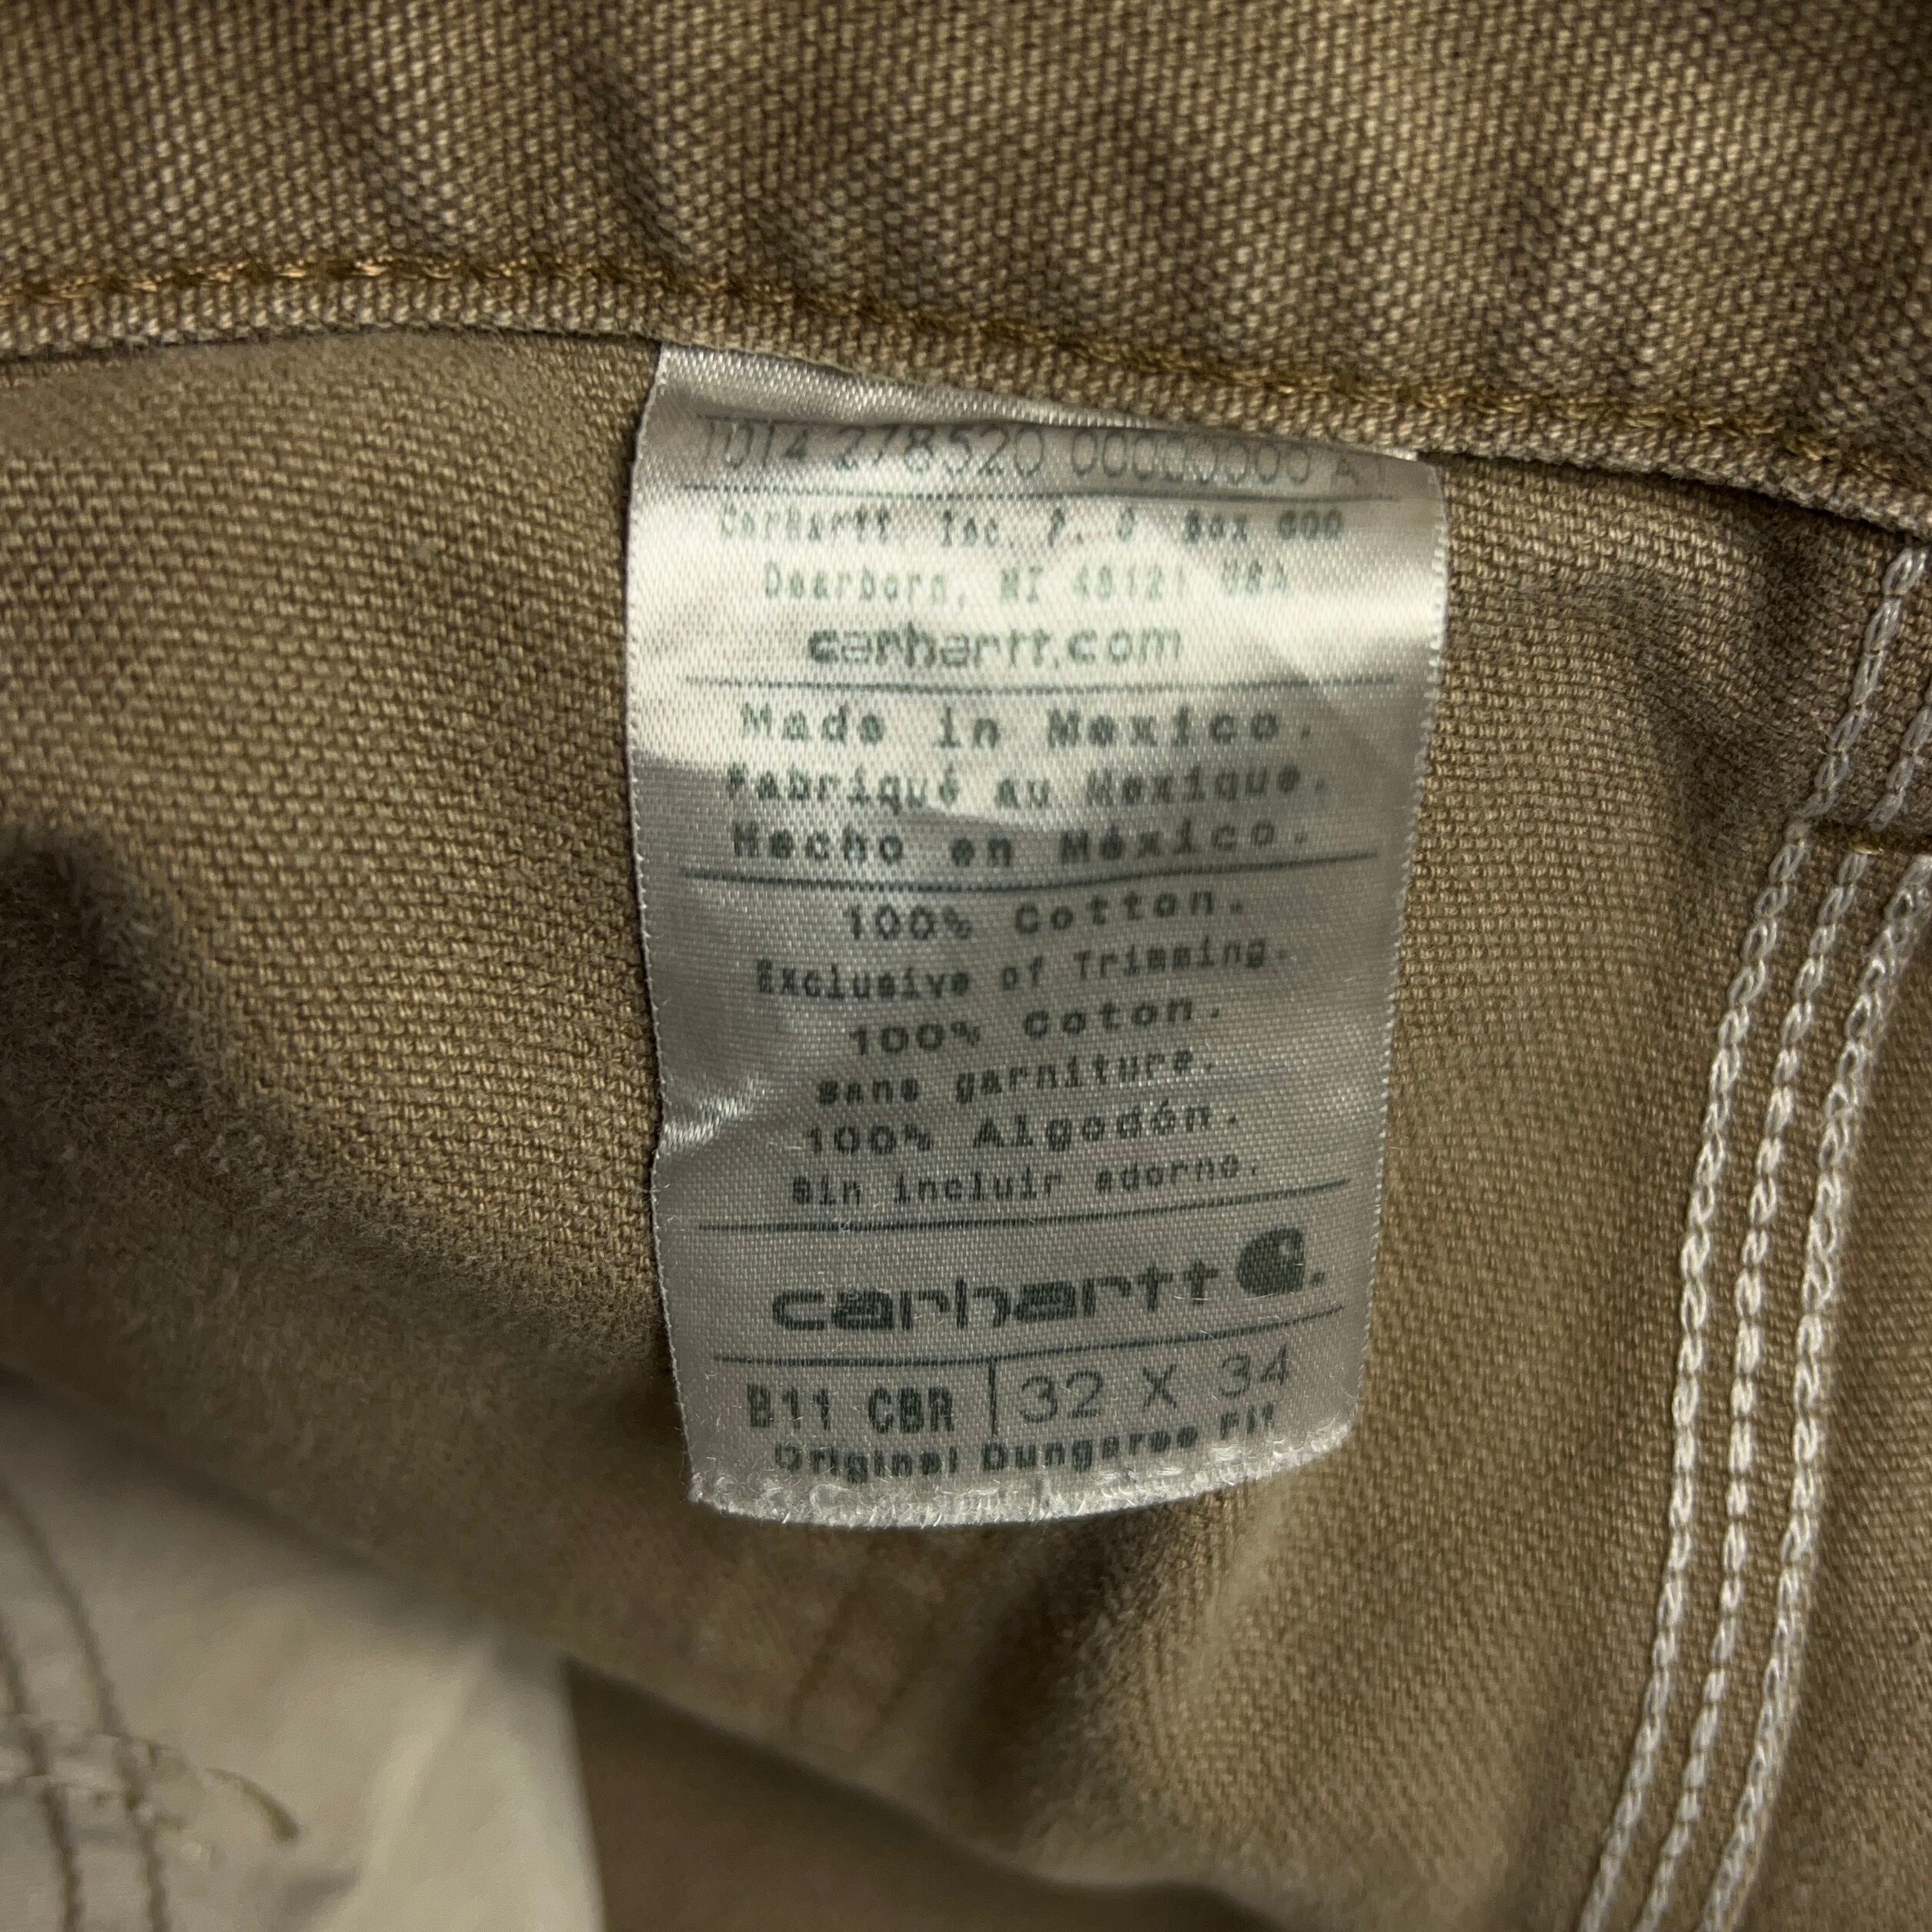 278520
Carhartt, Inc. P. O. Box 600
Dearborn, MI 48121 USA
carhartt.com
Made in Mexico.
Fabriqué au Mexique.
Hecho en México.
100% Cotton.
Exclusive of Trimming.
100% Coton.
Sans garniture.
100% Algodón.
Sin incluir adorno.
carhartt
B11 CBR | 32 X 34
Original Dungaree Fit